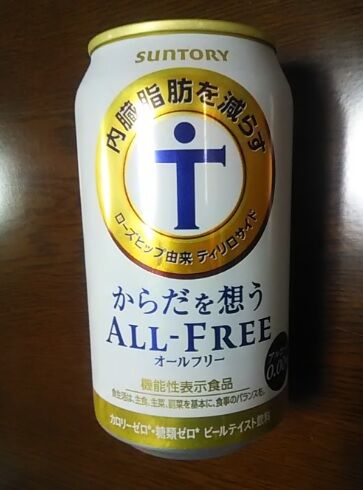 SUNTORY
内臓脂肪を減らす
T
ローズヒップ由来 ティリロサイド
からだを想う
ALL-FREE
オールフリー
0.00
機能性表示食品
食生活は、主食、主菜、副菜を基本に、食事のバランスを。
カロリーゼロ*・糖類ゼロ* ビールテイスト飲料